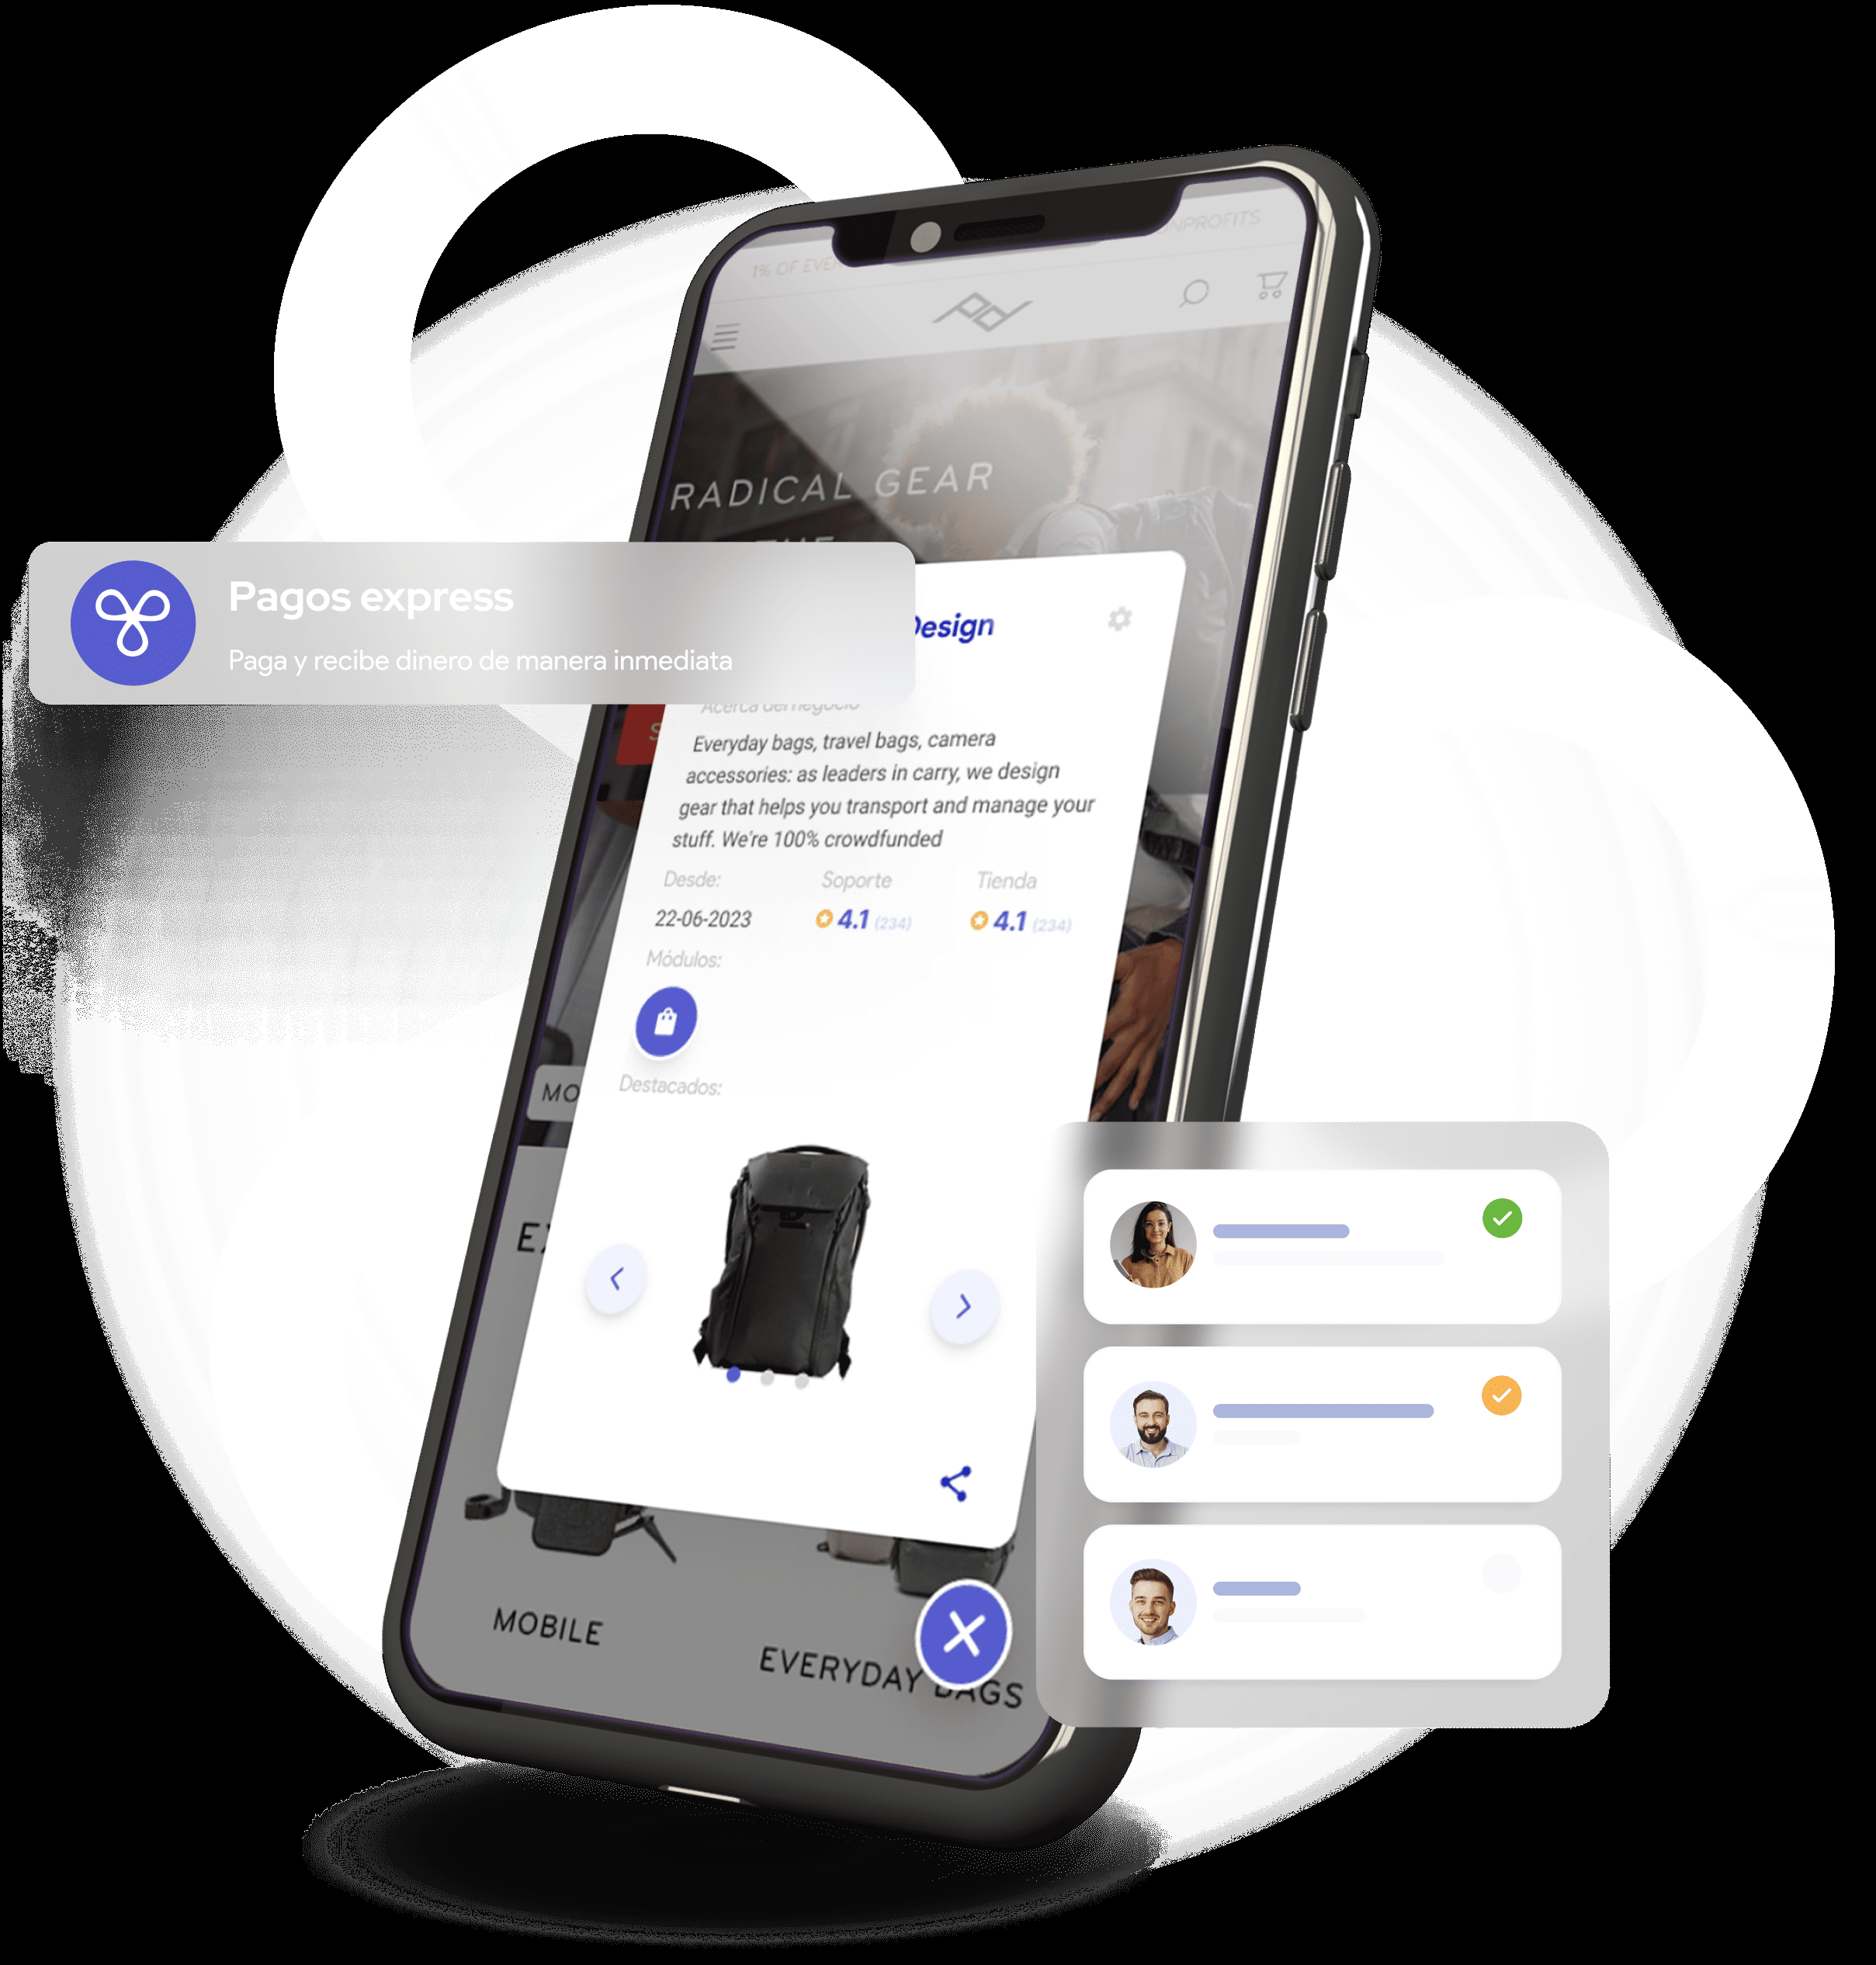 1% OF EVER
NPROFITS
RADICAL GEAR
THE
Pagos express
Paga y recibe dinero de manera inmediata
Design
Acerca del negocio
Everyday bags, travel bags, camera
accessories: as leaders in carry, we design
gear that helps you transport and manage your
stuff. We're 100% crowdfunded
Desde:
Soporte
Tienda
22-06-2023
4.1 (234)
4.1 (234)
Módulos:
MO
Destacados:
MOBILE
EVERYDAY BAGS